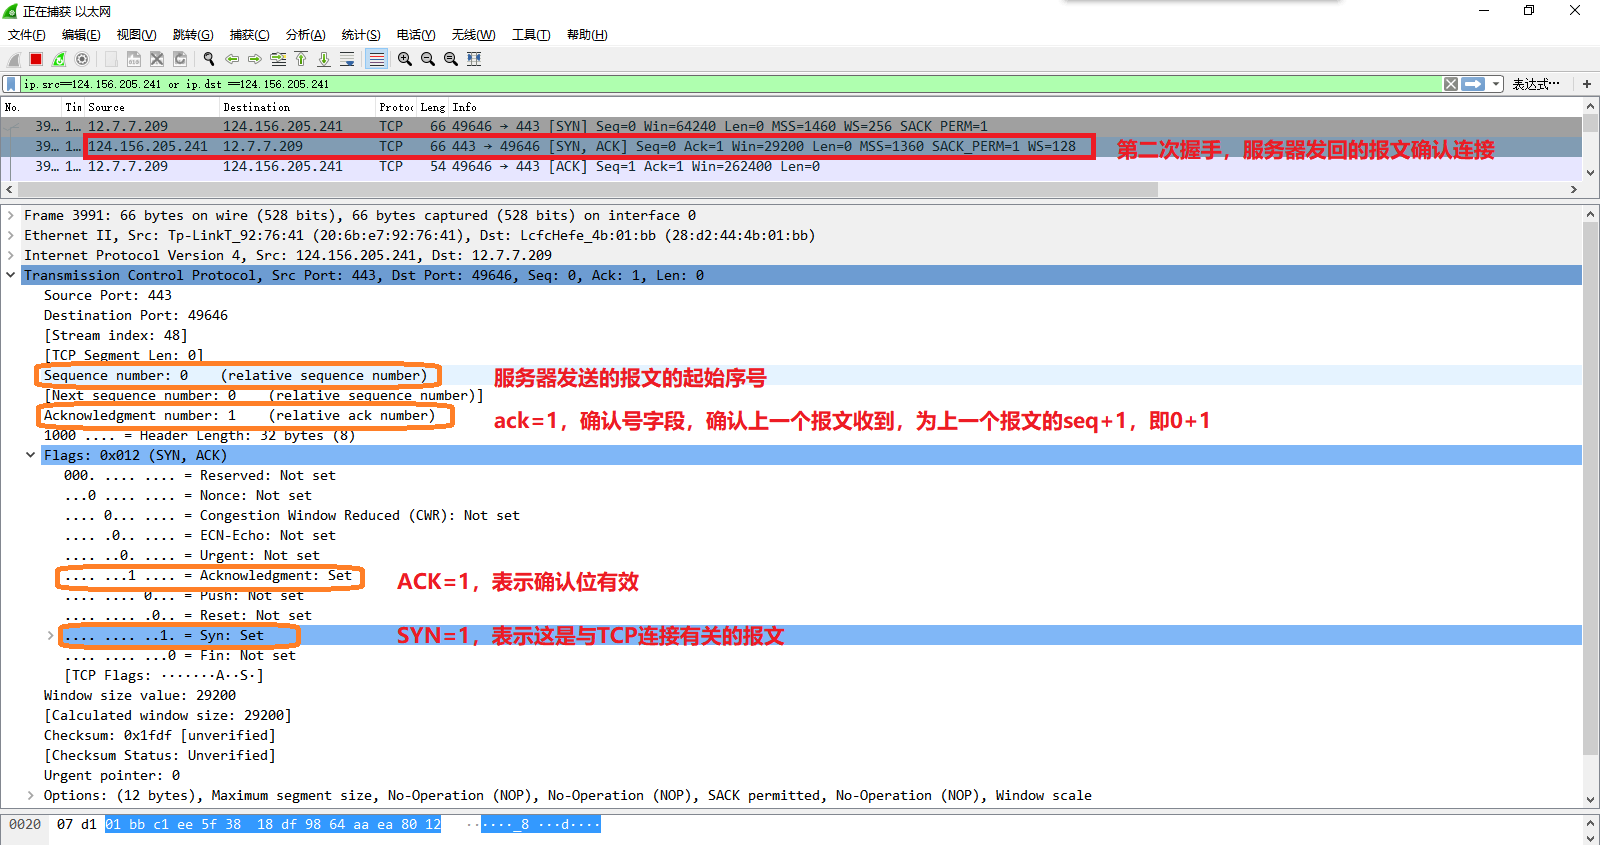 正在捕获 以太网
文件(F) 编辑(E) 视图(V) 跳转(G) 捕获(C) 分析(A) 统计(S) 电话(Y) 无线(W) 工具(T) 帮助(H)
ip.src==124.156.205.241 or ip.dst ==124.156.205.241 表达式…
No. Tin Source Destination Protoc Leng Info
39… 1… 12.7.7.209 124.156.205.241 TCP 66 49646 → 443 [SYN] Seq=0 Win=64240 Len=0 MSS=1460 WS=256 SACK_PERM=1
39… 1… 124.156.205.241 12.7.7.209 TCP 66 443 → 49646 [SYN, ACK] Seq=0 Ack=1 Win=29200 Len=0 MSS=1360 SACK_PERM=1 WS=128
第二次握手，服务器发回的报文确认连接
39… 1… 12.7.7.209 124.156.205.241 TCP 54 49646 → 443 [ACK] Seq=1 Ack=1 Win=262400 Len=0
Frame 3991: 66 bytes on wire (528 bits), 66 bytes captured (528 bits) on interface 0
Ethernet II, Src: Tp-LinkT_92:76:41 (20:6b:e7:92:76:41), Dst: LcfcHefe_4b:01:bb (28:d2:44:4b:01:bb)
Internet Protocol Version 4, Src: 124.156.205.241, Dst: 12.7.7.209
Transmission Control Protocol, Src Port: 443, Dst Port: 49646, Seq: 0, Ack: 1, Len: 0
Source Port: 443
Destination Port: 49646
[Stream index: 48]
[TCP Segment Len: 0]
Sequence number: 0 (relative sequence number)
服务器发送的报文的起始序号
[Next sequence number: 0 (relative sequence number)]
Acknowledgment number: 1 (relative ack number)
ack=1，确认号字段，确认上一个报文收到，为上一个报文的seq+1，即0+1
1000 .... = Header Length: 32 bytes (8)
Flags: 0x012 (SYN, ACK)
000. .... .... = Reserved: Not set
...0 .... .... = Nonce: Not set
.... 0... .... = Congestion Window Reduced (CWR): Not set
.... .0.. .... = ECN-Echo: Not set
.... ..0. .... = Urgent: Not set
.... ...1 .... = Acknowledgment: Set
ACK=1，表示确认位有效
.... .... 0... = Push: Not set
.... .... .0.. = Reset: Not set
.... .... ..1. = Syn: Set
SYN=1，表示这是与TCP连接有关的报文
.... .... ...0 = Fin: Not set
[TCP Flags: ·······A··S·]
Window size value: 29200
[Calculated window size: 29200]
Checksum: 0x1fdf [unverified]
[Checksum Status: Unverified]
Urgent pointer: 0
Options: (12 bytes), Maximum segment size, No-Operation (NOP), No-Operation (NOP), SACK permitted, No-Operation (NOP), Window scale
0020 07 d1 01 bb c1 ee 5f 38 18 df 98 64 aa ea 80 12 ······_8 ···d····